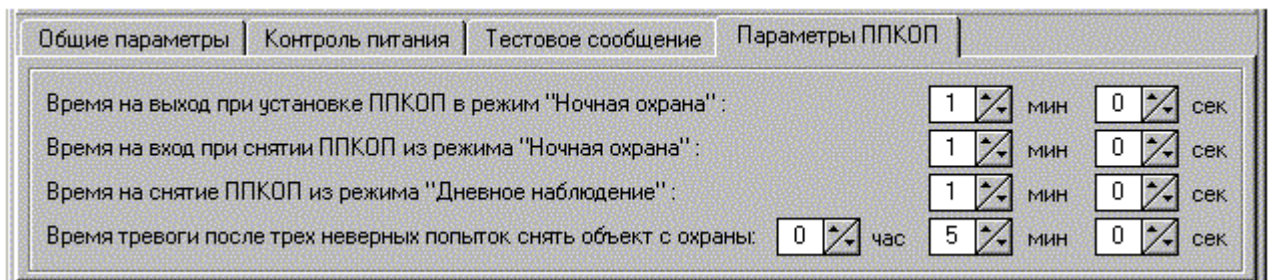 Общие параметры Контроль питания Тестовое сообщение Параметры ППКОП
Время на выход при установке ППКОП в режим "Ночная охрана" : 1 мин 0 сек
Время на вход при снятии ППКОП из режима "Ночная охрана" : 1 мин 0 сек
Время на снятие ППКОП из режима "Дневное наблюдение" : 1 мин 0 сек
Время тревоги после трех неверных попыток снять объект с охраны: 0 час 5 мин 0 сек